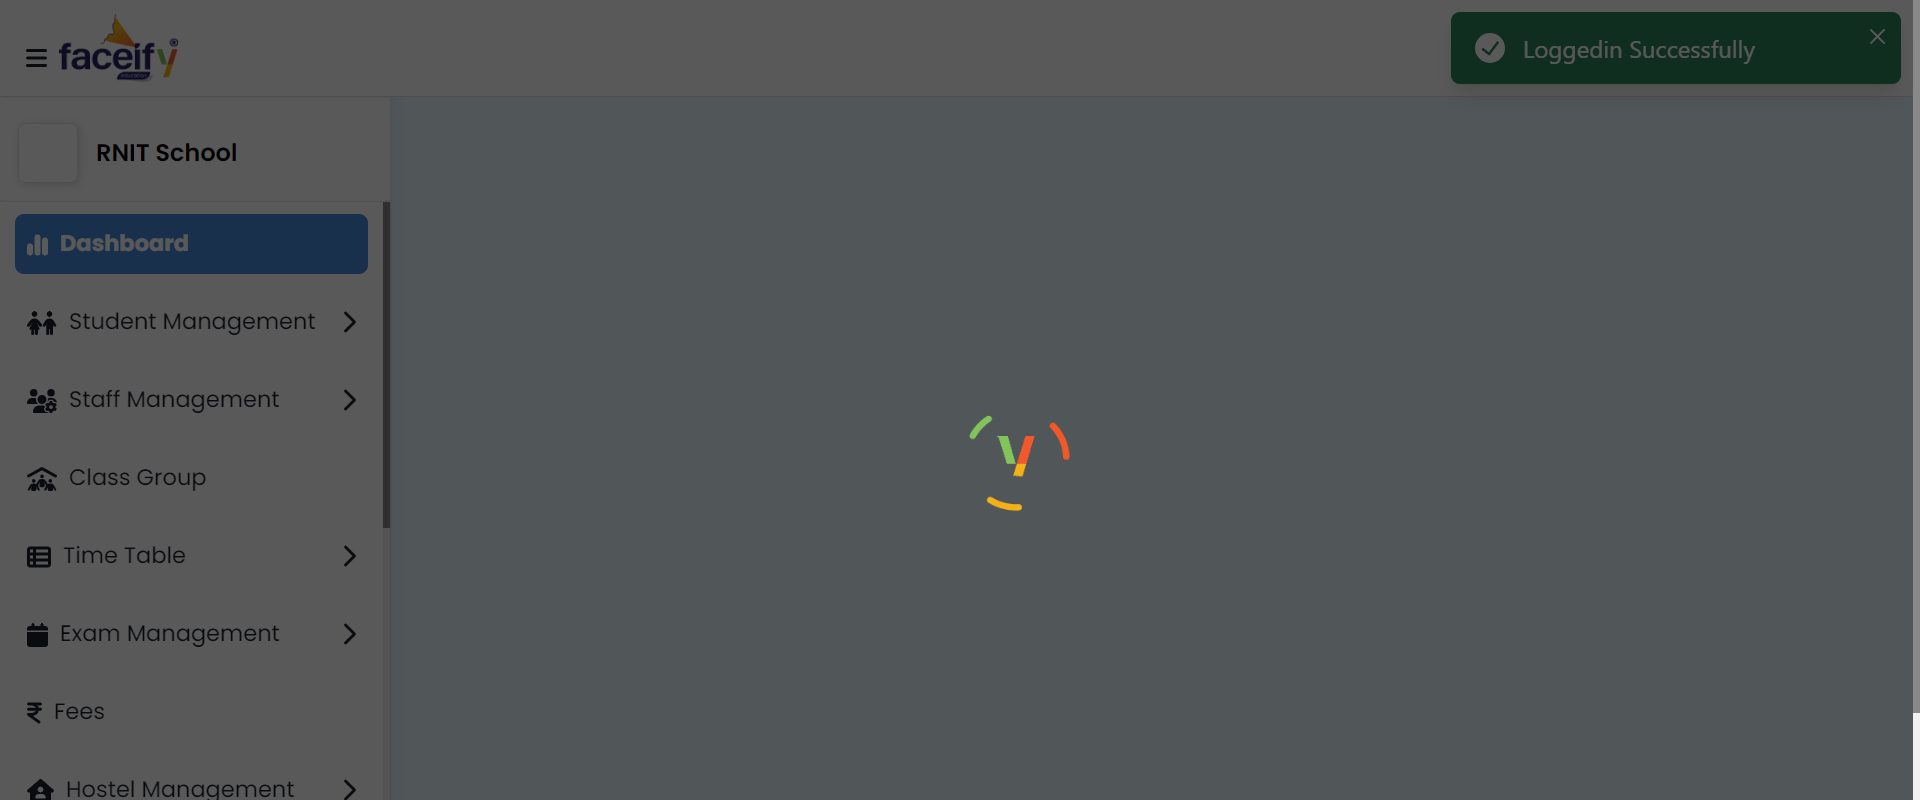 faceify
Loggedin Successfully
RNIT School
Dashboard
Student Management
Staff Management
Class Group
Time Table
Exam Management
Fees
Hostel Management